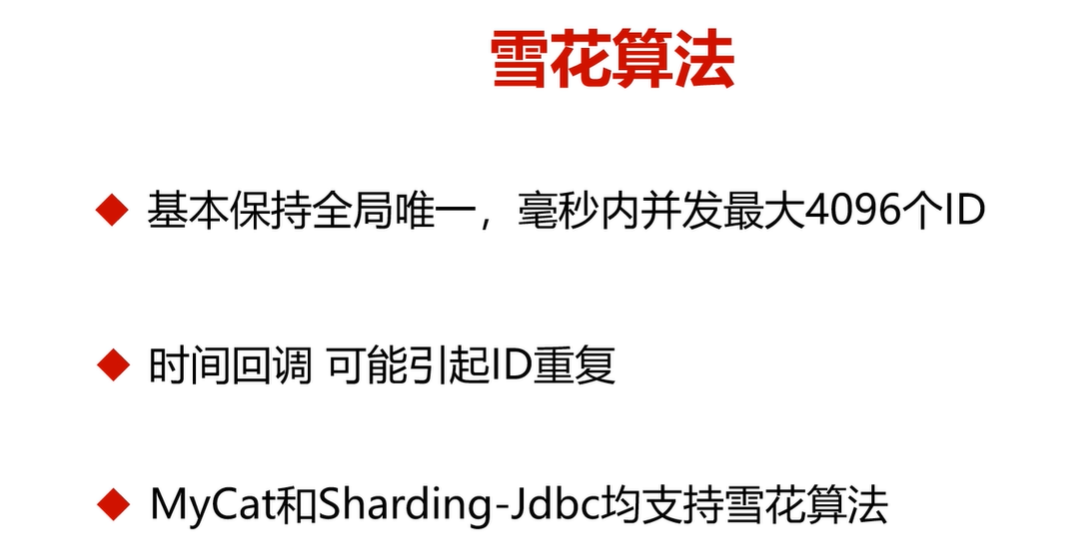 雪花算法
基本保持全局唯一，毫秒内并发最大4096个ID
时间回调 可能引起ID重复
MyCat和Sharding-Jdbc均支持雪花算法